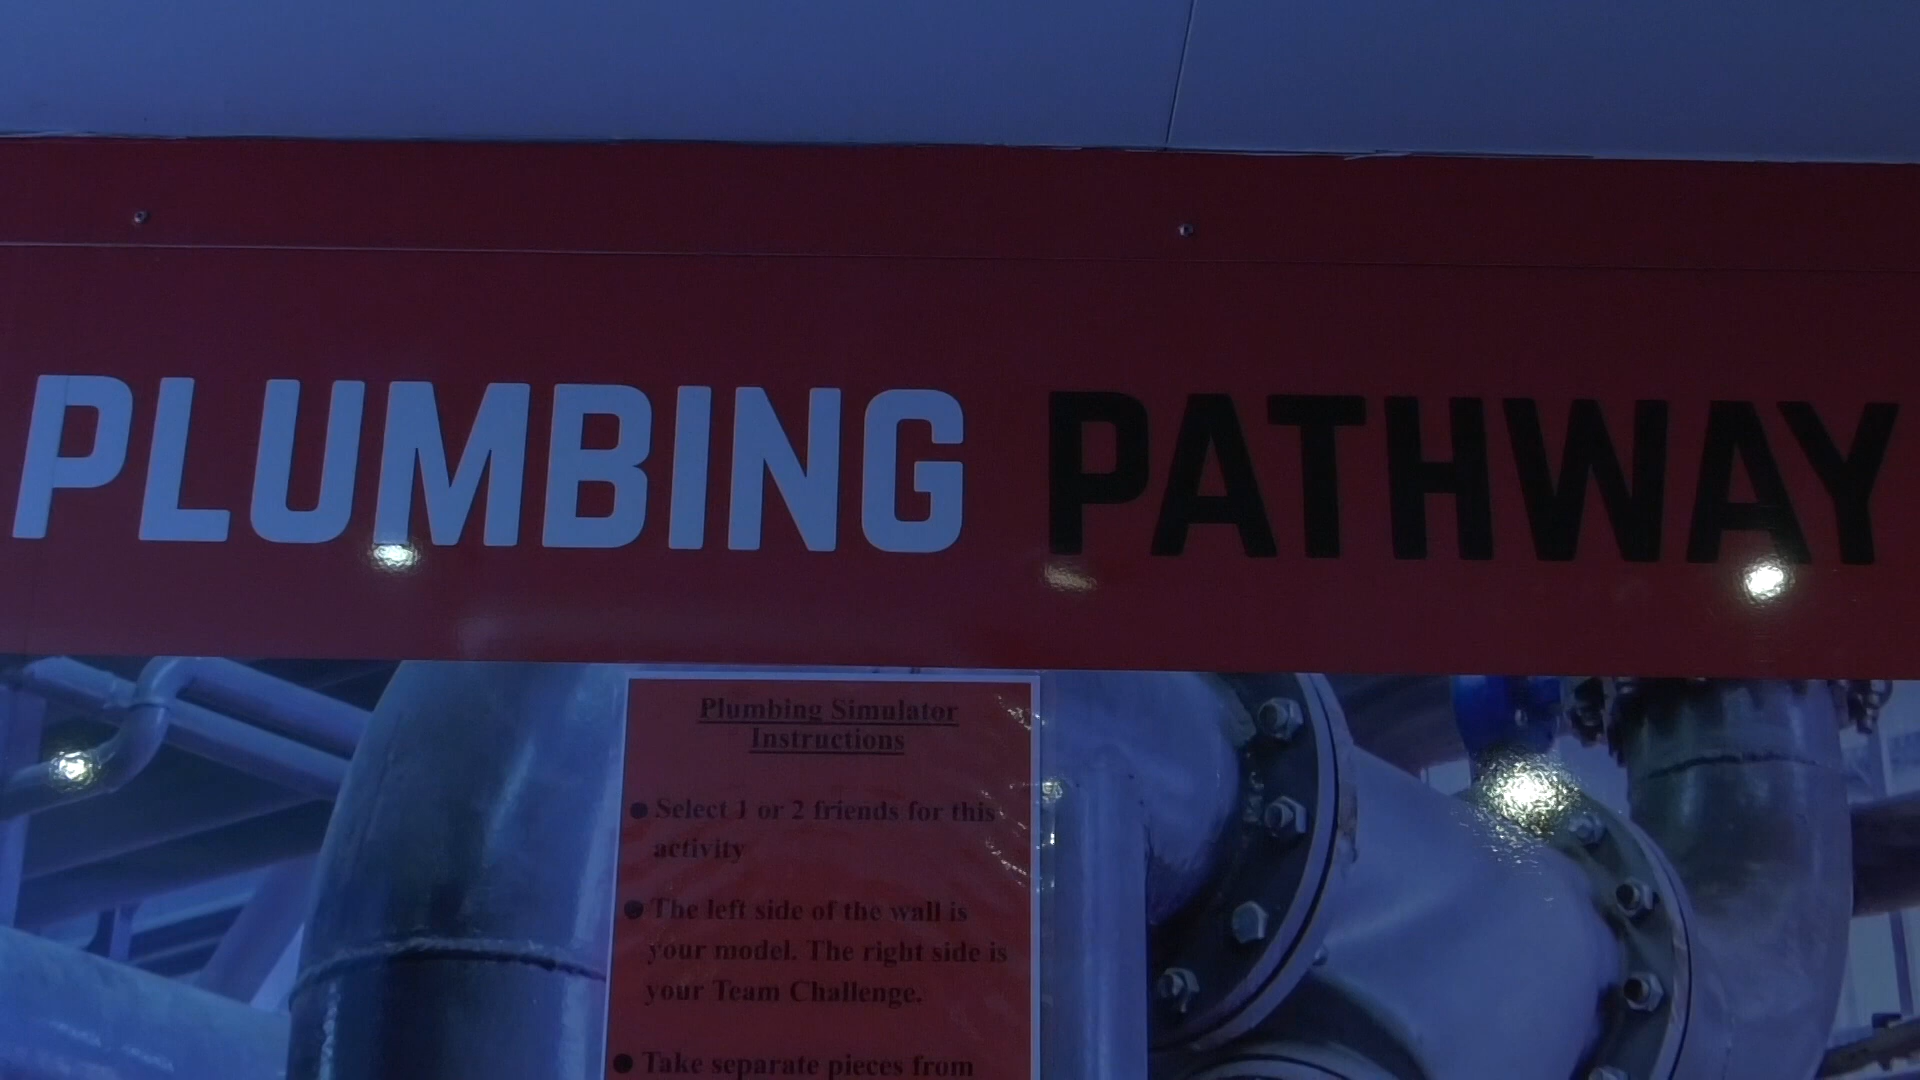 PLUMBING PATHWAY
Plumbing Simulator
Instructions
● Select 1 or 2 friends for this
activity
● The left side of the wall is
your model. The right side is
your Team Challenge.
● Take separate pieces from